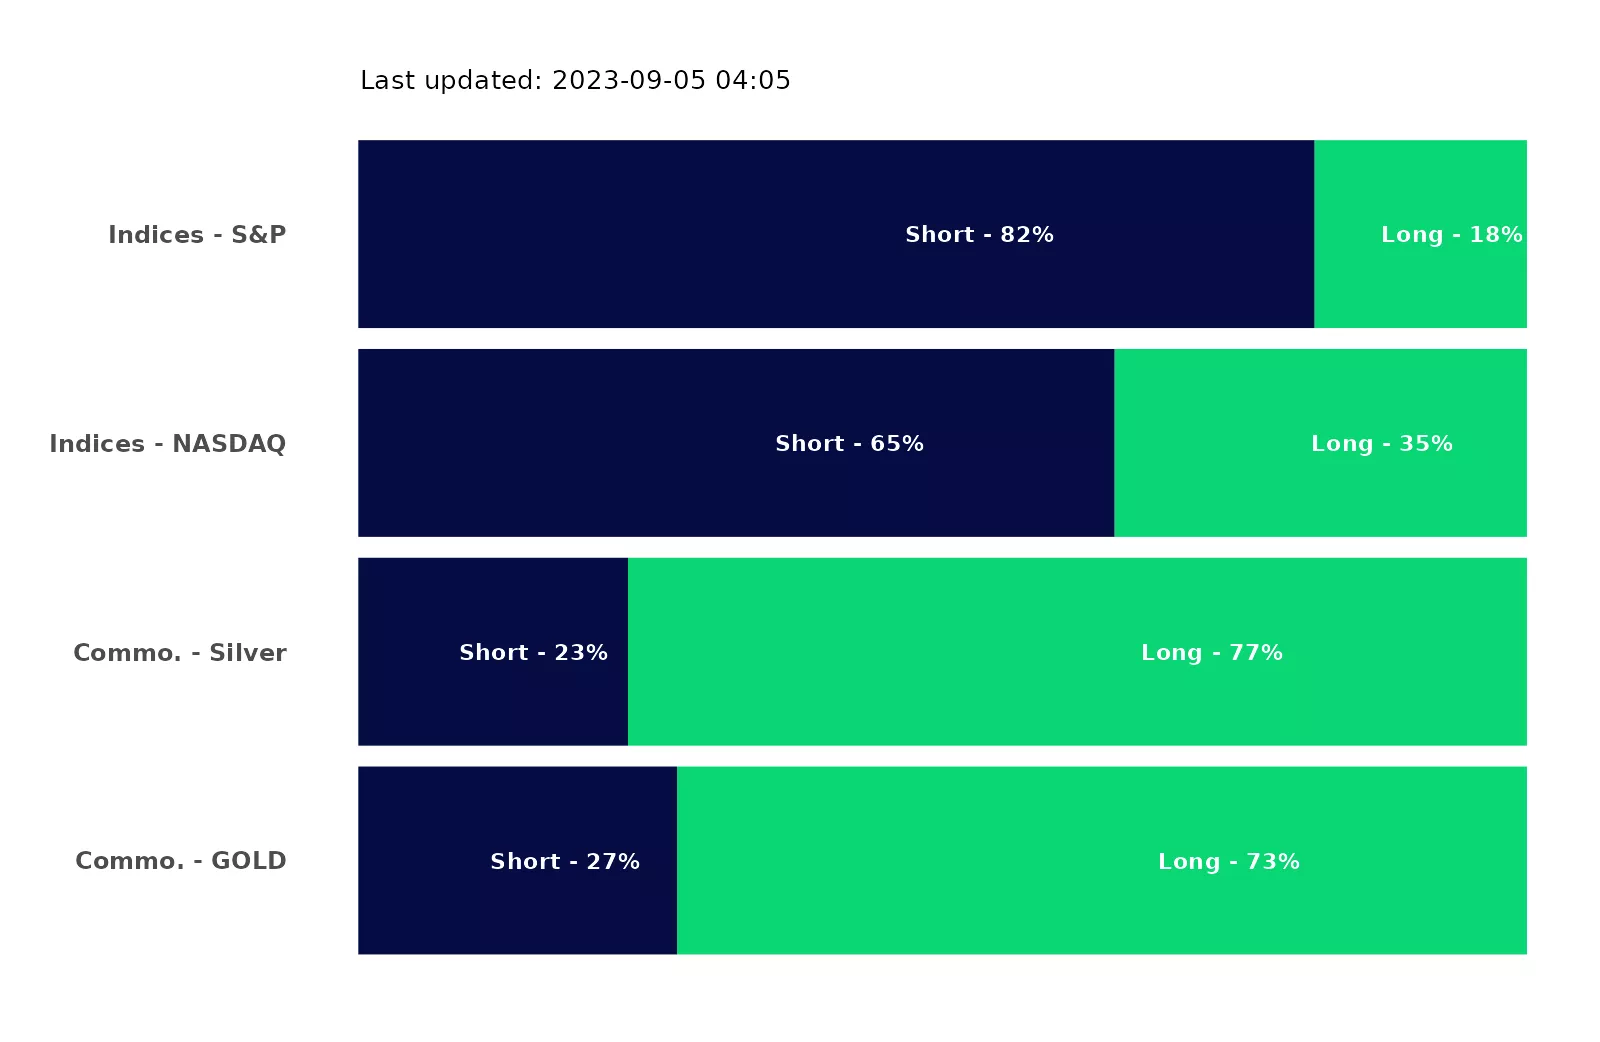 Last updated: 2023-09-05 04:05
Indices - S&P Short - 82% Long - 18%
Indices - NASDAQ Short - 65% Long - 35%
Commo. - Silver Short - 23% Long - 77%
Commo. - GOLD Short - 27% Long - 73%